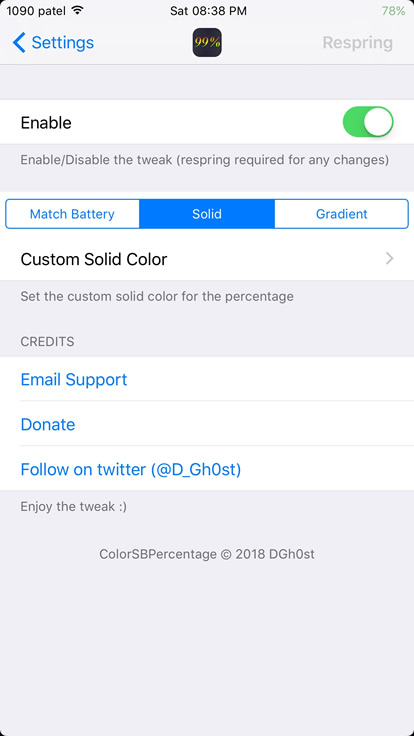 1090 patel Sat 08:38 PM 78%
Settings 99% Respring
Enable
Enable/Disable the tweak (respring required for any changes)
Match Battery Solid Gradient
Custom Solid Color
Set the custom solid color for the percentage
CREDITS
Email Support
Donate
Follow on twitter (@D_Gh0st)
Enjoy the tweak :)
ColorSBPercentage © 2018 DGh0st